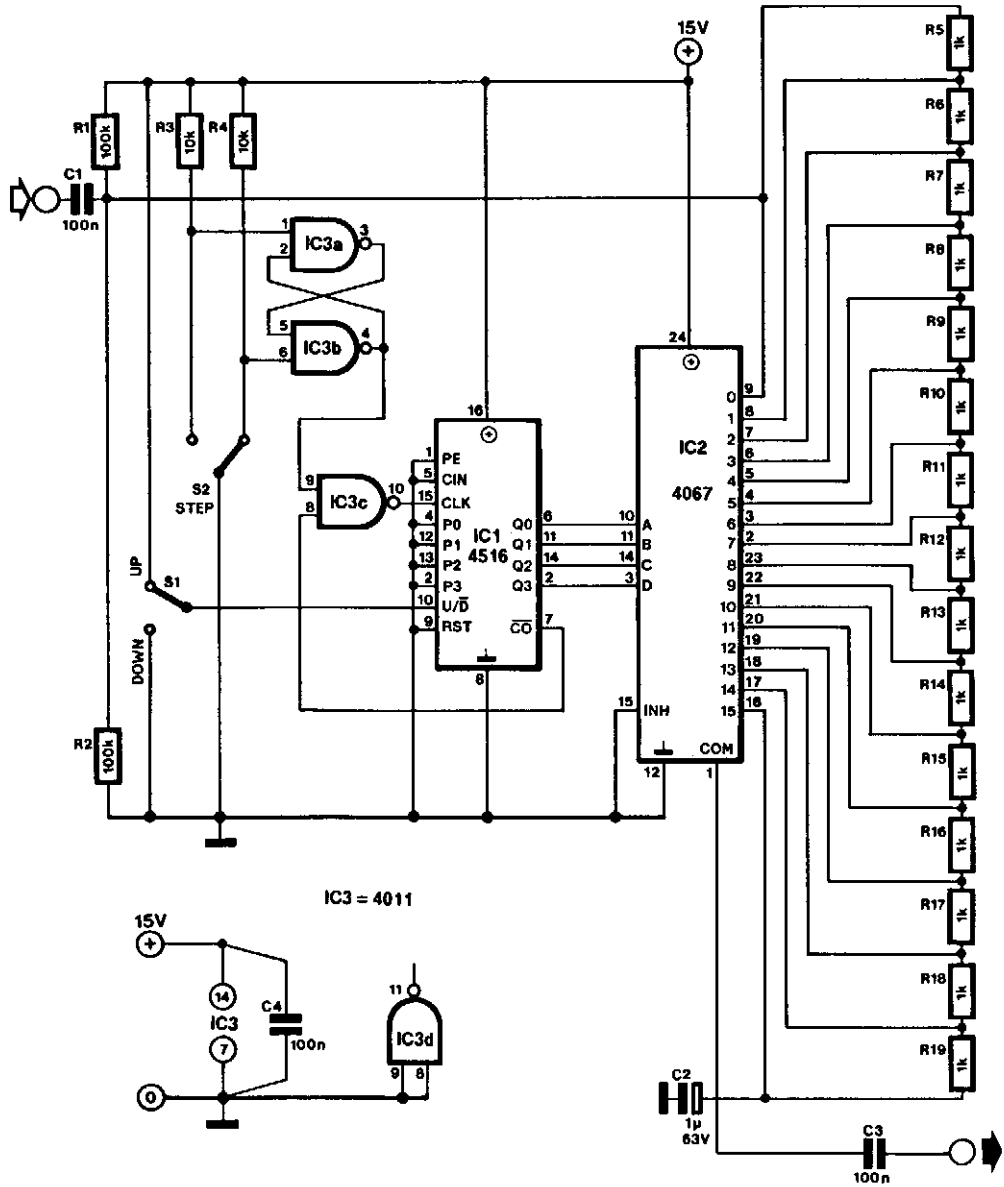 15V
R5
1k
R6
1k
R7
1k
R8
1k
R9
1k
R10
1k
R11
1k
R12
1k
R13
1k
R14
1k
R15
1k
R16
1k
R17
1k
R18
1k
R19
1k
R1
100k
R3
10k
R4
10k
C1
100n
1
2
IC3a
3
5
6
IC3b
4
9
8
IC3c
10
S2
STEP
UP
S1
DOWN
R2
100k
16
1 PE
5 CIN
15 CLK
4 P0
12 P1
13 P2
2 P3
10 U/D̅
9 RST
IC1
4516
Q0 6
Q1 11
Q2 14
Q3 2
C̅O̅ 7
8
24
IC2
4067
10 A
11 B
14 C
3 D
15 INH
12
COM
1
0 9
1 8
2 7
3 6
4 5
5 4
6 3
7 2
8 23
9 22
10 21
11 20
12 19
13 18
14 17
15 16
IC3 = 4011
15V
+
14
IC3
7
0
C4
100n
11
IC3d
9 8
C2
1µ
63V
C3
100n